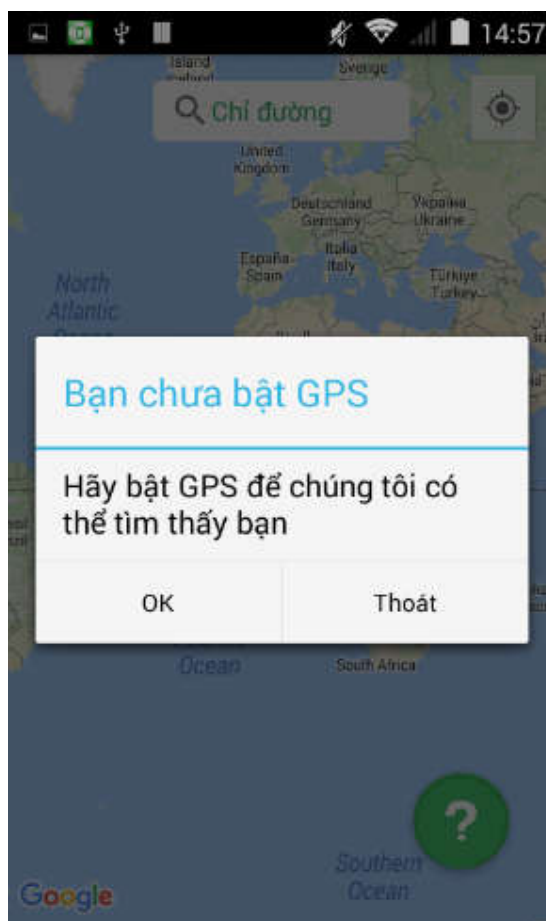 14:57
Island
Sverige
Chỉ đường
United
Kingdom
Deutschland
Germany
Україна
Ukraine
España
Spain
Italia
Italy
Türkiye
Turkey
North
Atlantic
Bạn chưa bật GPS
Hãy bật GPS để chúng tôi có
thể tìm thấy bạn
OK
Thoát
Ocean
South Africa
?
Southern
Ocean
Google